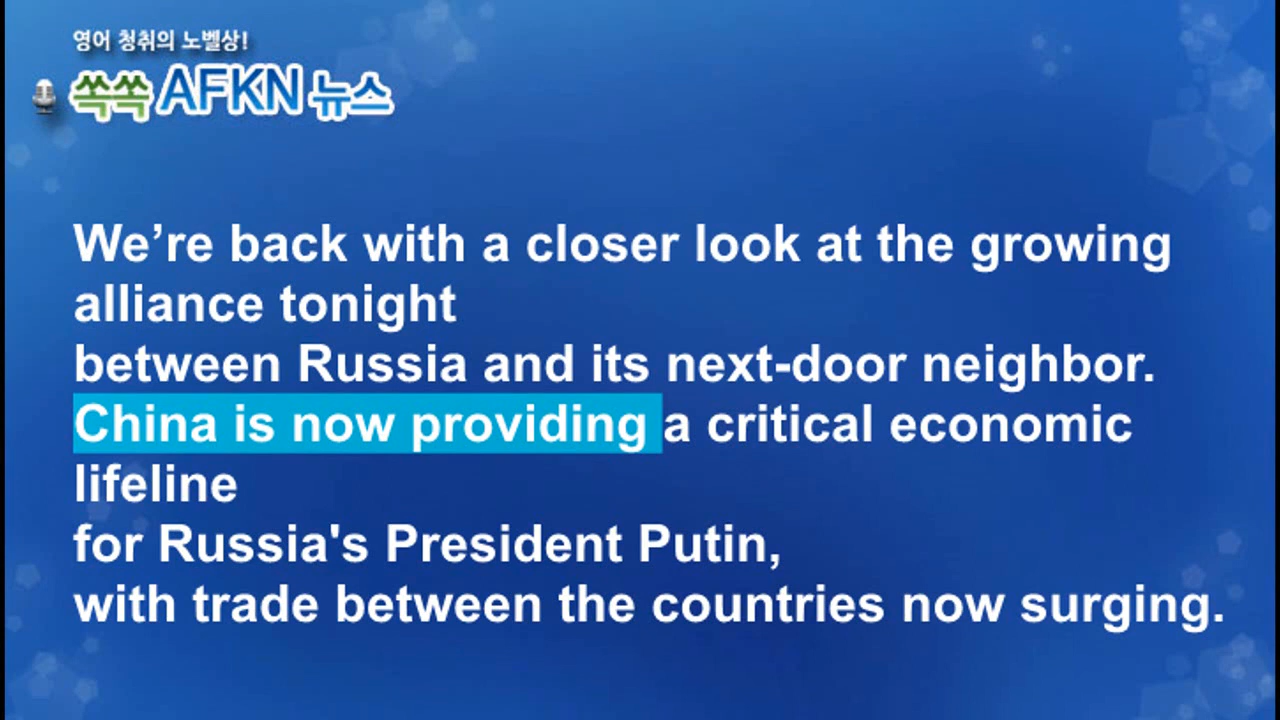 영어 청취의 노벨상!
쏙쏙 AFKN 뉴스
We’re back with a closer look at the growing
alliance tonight
between Russia and its next-door neighbor.
China is now providing a critical economic
lifeline
for Russia's President Putin,
with trade between the countries now surging.